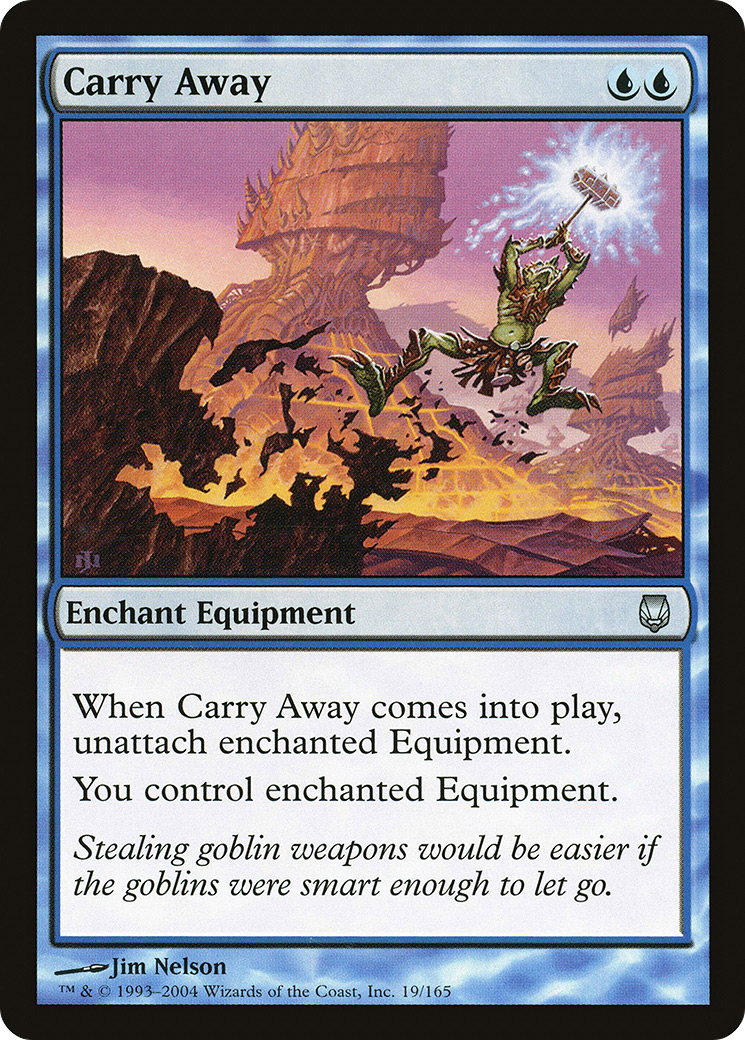 Carry Away
Enchant Equipment
When Carry Away comes into play,
unattach enchanted Equipment.
You control enchanted Equipment.
Stealing goblin weapons would be easier if
the goblins were smart enough to let go.
Jim Nelson
™ & © 1993–2004 Wizards of the Coast, Inc. 19/165